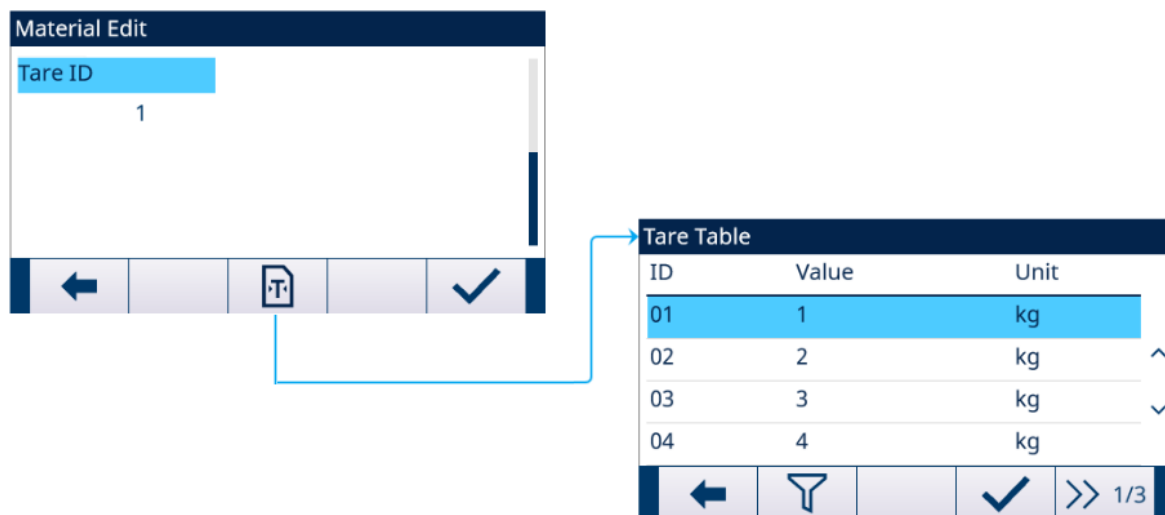 Material Edit
Tare ID
1
T
Tare Table
ID Value Unit
01 1 kg
02 2 kg
03 3 kg
04 4 kg
1/3